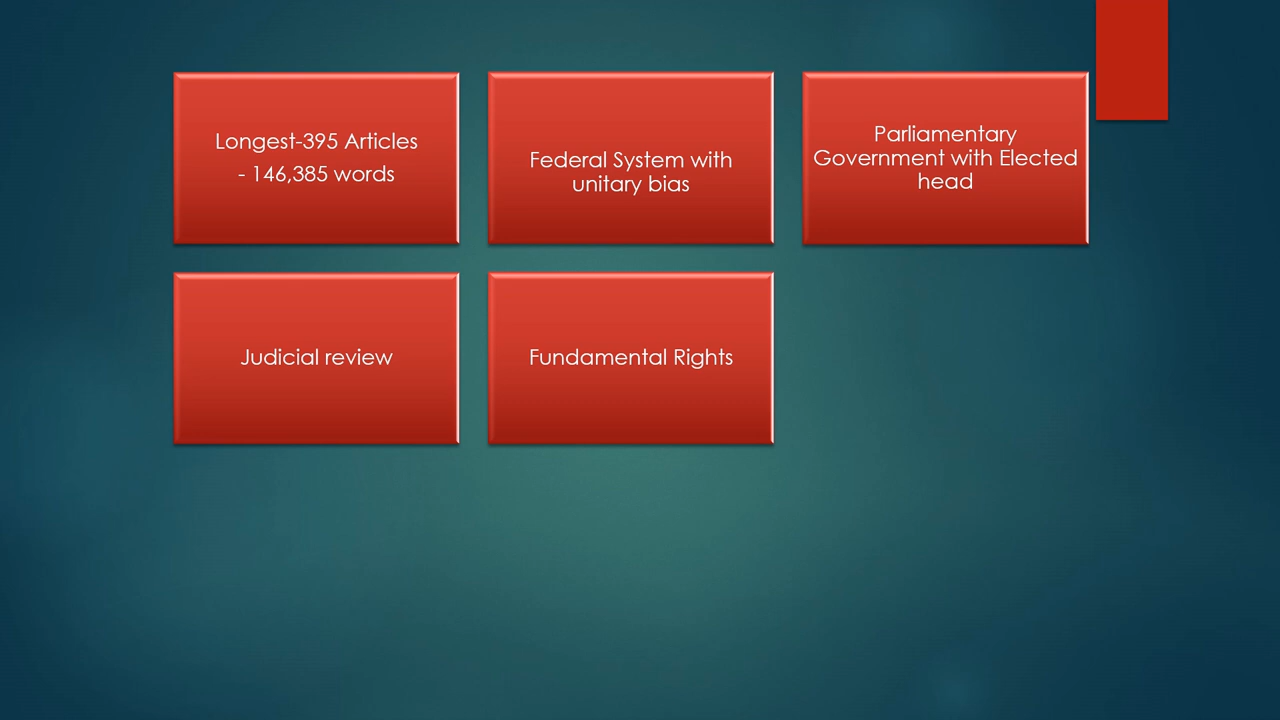 Longest-395 Articles
- 146,385 words
Federal System with
unitary bias
Parliamentary
Government with Elected
head
Judicial review
Fundamental Rights